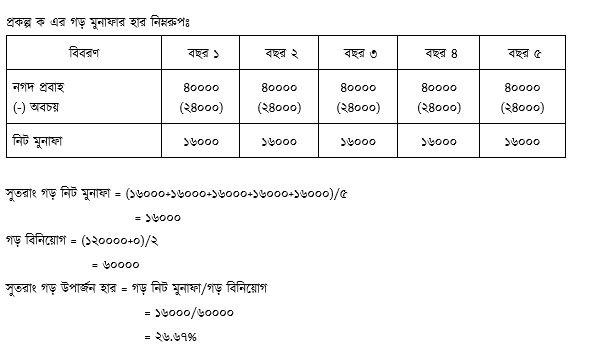 প্রকল্প ক এর গড় মুনাফার হার নিম্নরুপঃ
বিবরণ বছর ১ বছর ২ বছর ৩ বছর ৪ বছর ৫
নগদ প্রবাহ ৪০০০০ ৪০০০০ ৪০০০০ ৪০০০০ ৪০০০০
(-) অবচয় (২৪০০০) (২৪০০০) (২৪০০০) (২৪০০০) (২৪০০০)
নিট মুনাফা ১৬০০০ ১৬০০০ ১৬০০০ ১৬০০০ ১৬০০০
সুতরাং গড় নিট মুনাফা = (১৬০০০+১৬০০০+১৬০০০+১৬০০০+১৬০০০)/৫
= ১৬০০০
গড় বিনিয়োগ = (১২০০০০+০)/২
= ৬০০০০
সুতরাং গড় উপার্জন হার = গড় নিট মুনাফা/গড় বিনিয়োগ
= ১৬০০০/৬০০০০
= ২৬.৬৭%